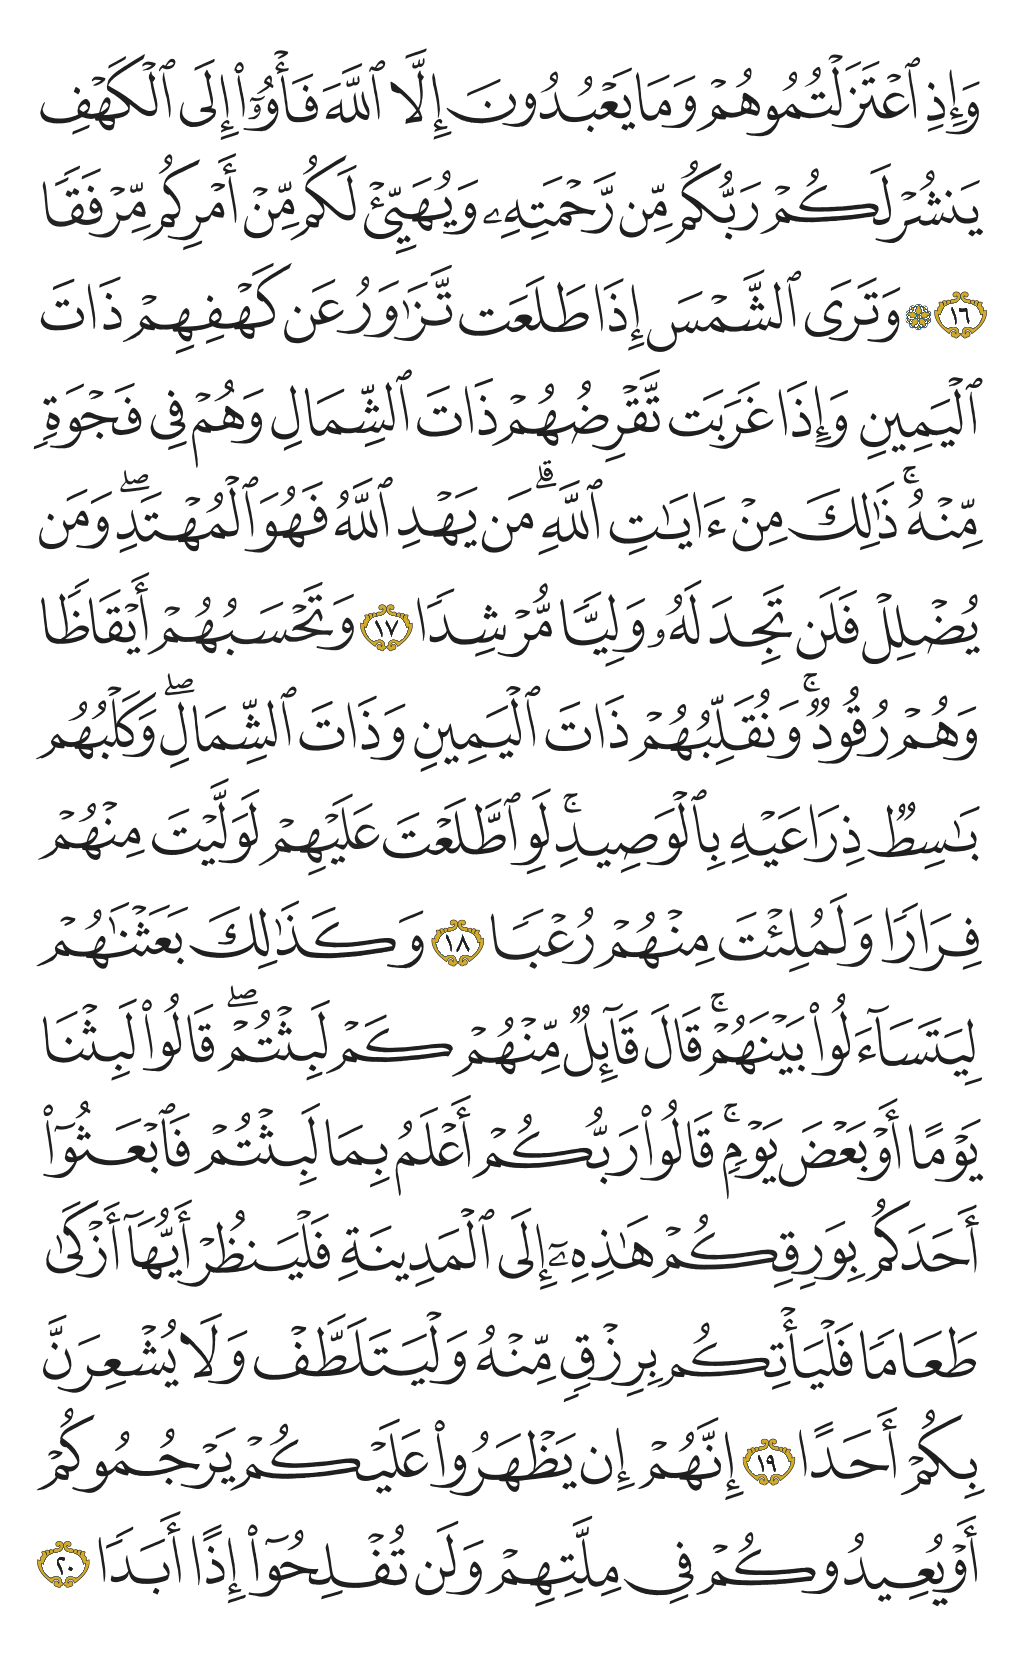 وَإِذِ ٱعْتَزَلْتُمُوهُمْ وَمَا يَعْبُدُونَ إِلَّا ٱللَّهَ فَأْوُۥٓا۟ إِلَى ٱلْكَهْفِ
يَنشُرْ لَكُمْ رَبُّكُم مِّن رَّحْمَتِهِۦ وَيُهَيِّئْ لَكُم مِّنْ أَمْرِكُم مِّرْفَقًا
١٦ ۞ وَتَرَى ٱلشَّمْسَ إِذَا طَلَعَت تَّزَٰوَرُ عَن كَهْفِهِمْ ذَاتَ
ٱلْيَمِينِ وَإِذَا غَرَبَت تَّقْرِضُهُمْ ذَاتَ ٱلشِّمَالِ وَهُمْ فِى فَجْوَةٍ
مِّنْهُ ۚ ذَٰلِكَ مِنْ ءَايَٰتِ ٱللَّهِ ۗ مَن يَهْدِ ٱللَّهُ فَهُوَ ٱلْمُهْتَدِ ۖ وَمَن
يُضْلِلْ فَلَن تَجِدَ لَهُۥ وَلِيًّا مُّرْشِدًا ١٧ وَتَحْسَبُهُمْ أَيْقَاظًا
وَهُمْ رُقُودٌ ۚ وَنُقَلِّبُهُمْ ذَاتَ ٱلْيَمِينِ وَذَاتَ ٱلشِّمَالِ ۖ وَكَلْبُهُم
بَٰسِطٌ ذِرَاعَيْهِ بِٱلْوَصِيدِ ۚ لَوِ ٱطَّلَعْتَ عَلَيْهِمْ لَوَلَّيْتَ مِنْهُمْ
فِرَارًا وَلَمُلِئْتَ مِنْهُمْ رُعْبًا ١٨ وَكَذَٰلِكَ بَعَثْنَٰهُمْ
لِيَتَسَآءَلُوا۟ بَيْنَهُمْ ۚ قَالَ قَآئِلٌ مِّنْهُمْ كَمْ لَبِثْتُمْ ۖ قَالُوا۟ لَبِثْنَا
يَوْمًا أَوْ بَعْضَ يَوْمٍ ۚ قَالُوا۟ رَبُّكُمْ أَعْلَمُ بِمَا لَبِثْتُمْ فَٱبْعَثُوٓا۟
أَحَدَكُم بِوَرِقِكُمْ هَٰذِهِۦٓ إِلَى ٱلْمَدِينَةِ فَلْيَنظُرْ أَيُّهَآ أَزْكَىٰ
طَعَامًا فَلْيَأْتِكُم بِرِزْقٍ مِّنْهُ وَلْيَتَلَطَّفْ وَلَا يُشْعِرَنَّ
بِكُمْ أَحَدًا ١٩ إِنَّهُمْ إِن يَظْهَرُوا۟ عَلَيْكُمْ يَرْجُمُوكُمْ
أَوْ يُعِيدُوكُمْ فِى مِلَّتِهِمْ وَلَن تُفْلِحُوٓا۟ إِذًا أَبَدًا ٢٠